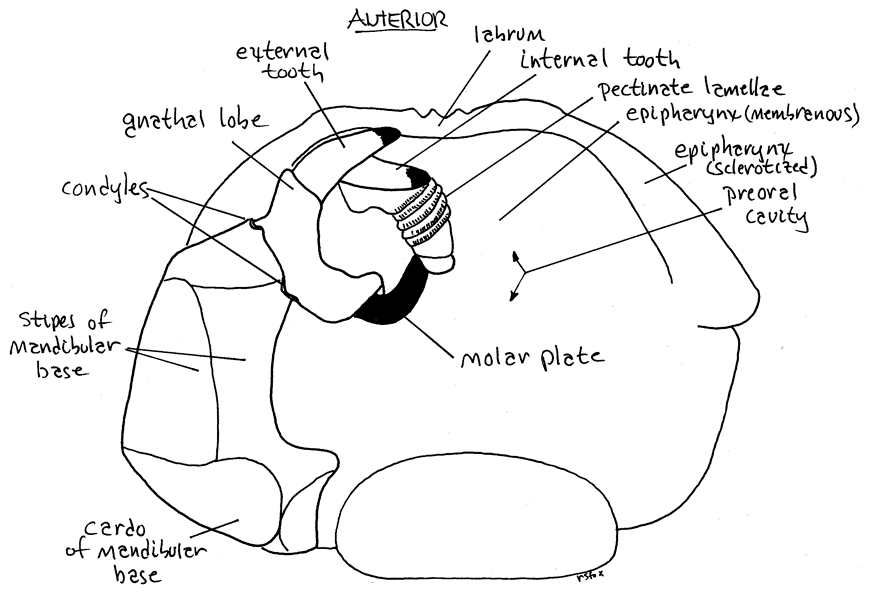 ANTERIOR
labrum
external
tooth
internal tooth
pectinate lamellae
epipharynx (membranous)
gnathal lobe
epipharynx
(sclerotized)
condyles
preoral
cavity
stipes of
mandibular
base
molar plate
cardo
of mandibular
base
rsfox